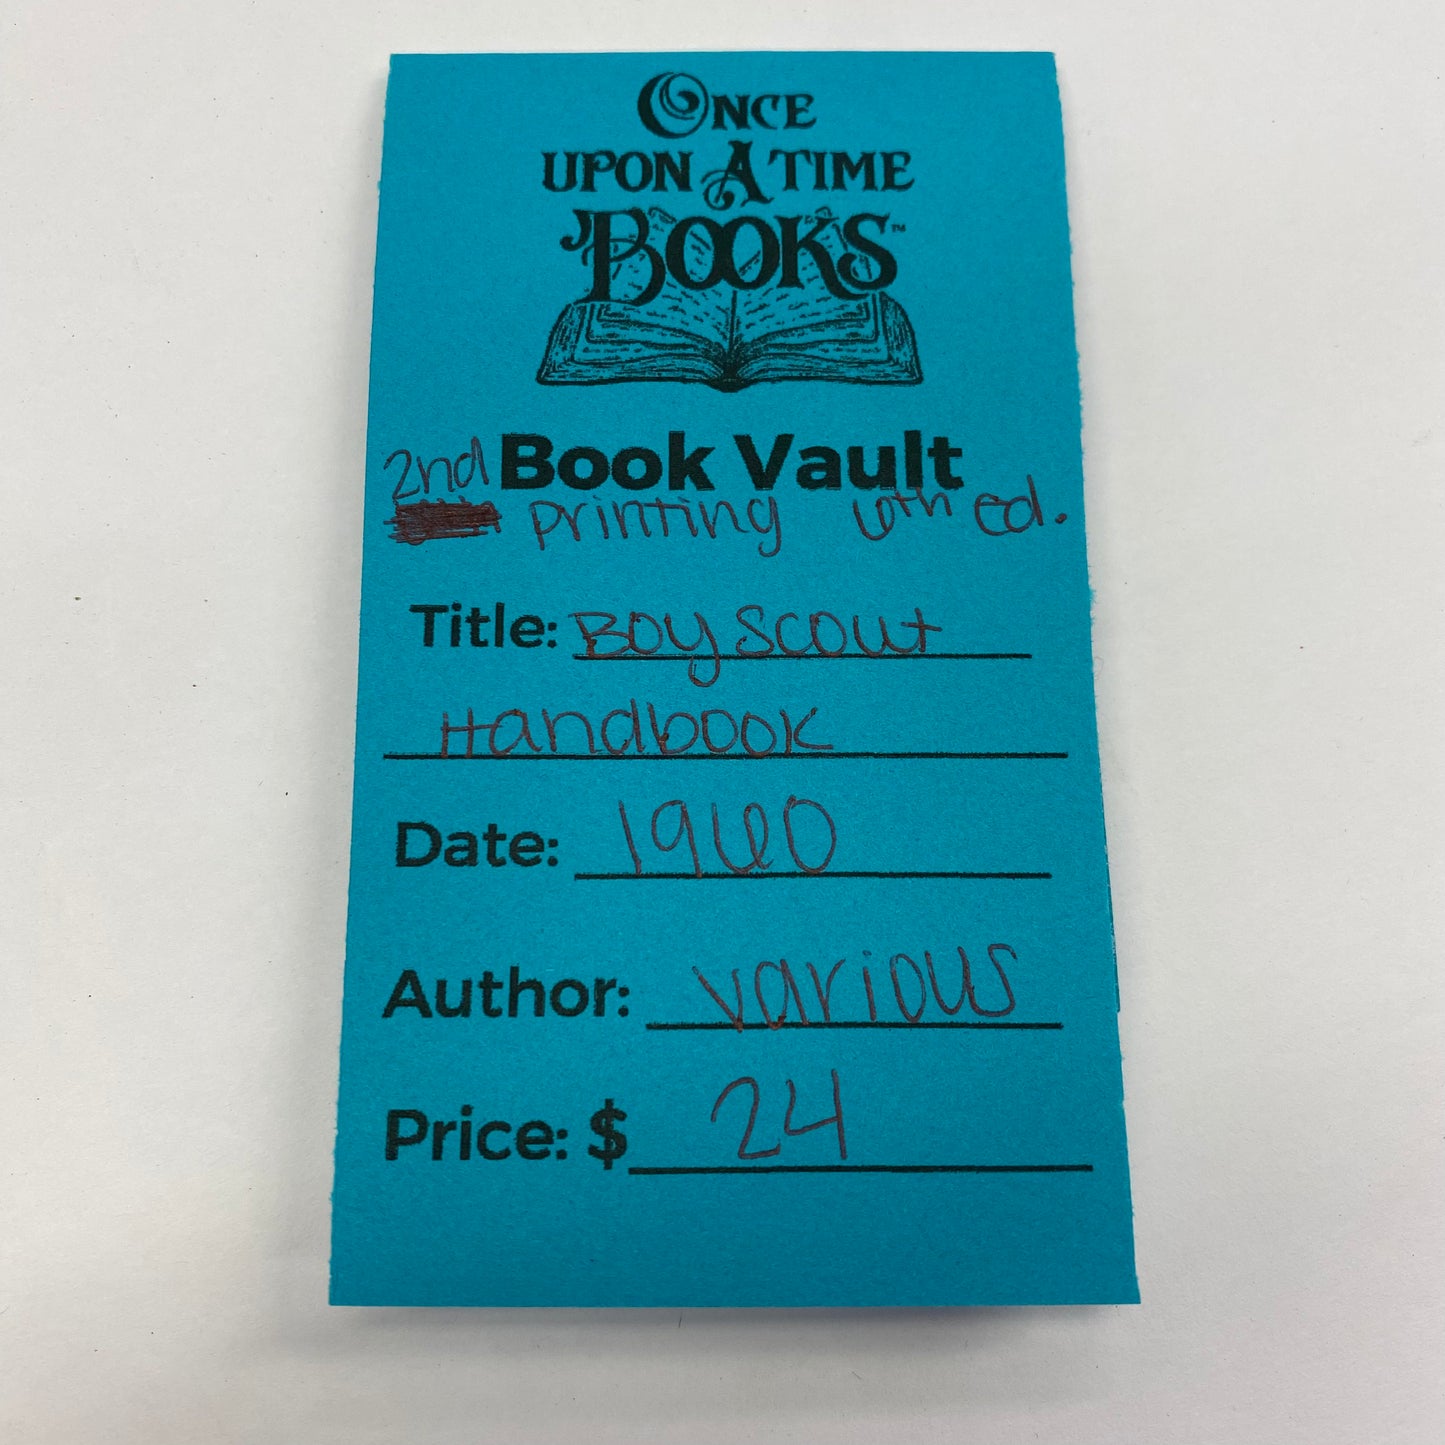 ONCE
UPON A TIME
BOOKS™
2nd Book Vault
printing 6th ed.
Title: Boy Scout
Handbook
Date: 1960
Author: Various
Price: $ 24